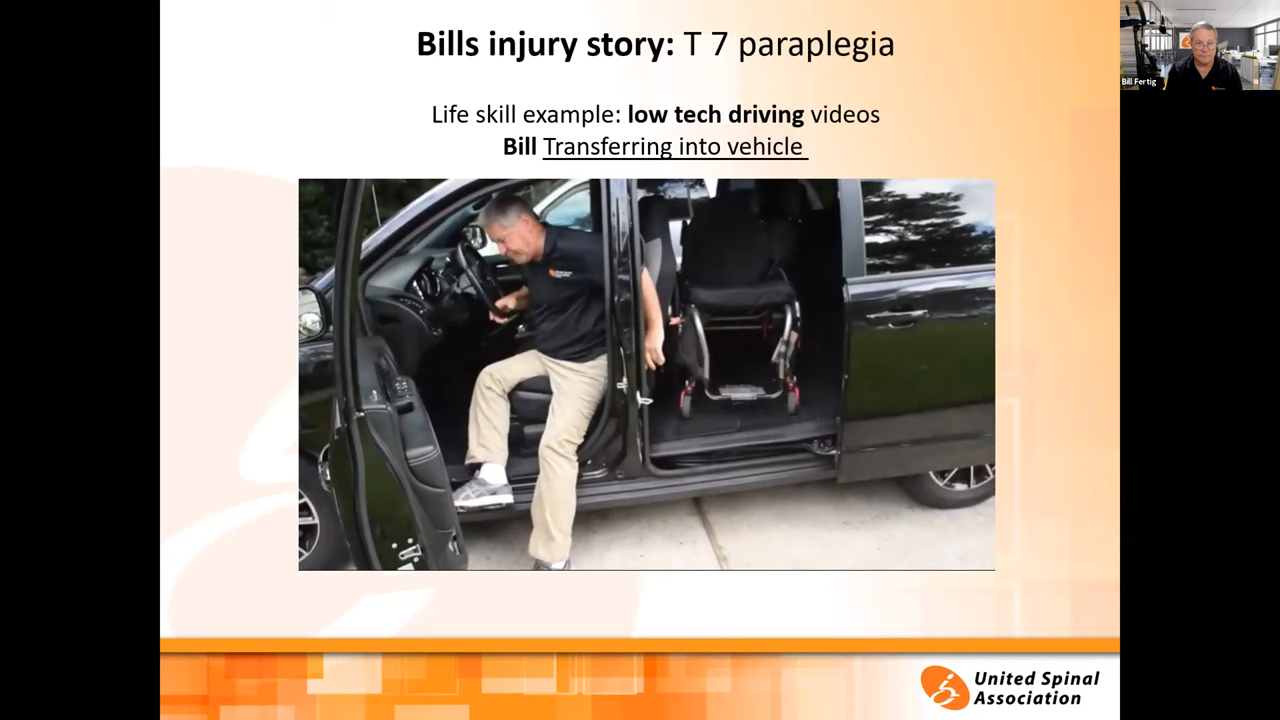 Bills injury story: T 7 paraplegia
Life skill example: low tech driving videos
Bill Transferring into vehicle
Bill Fertig
United Spinal
Association